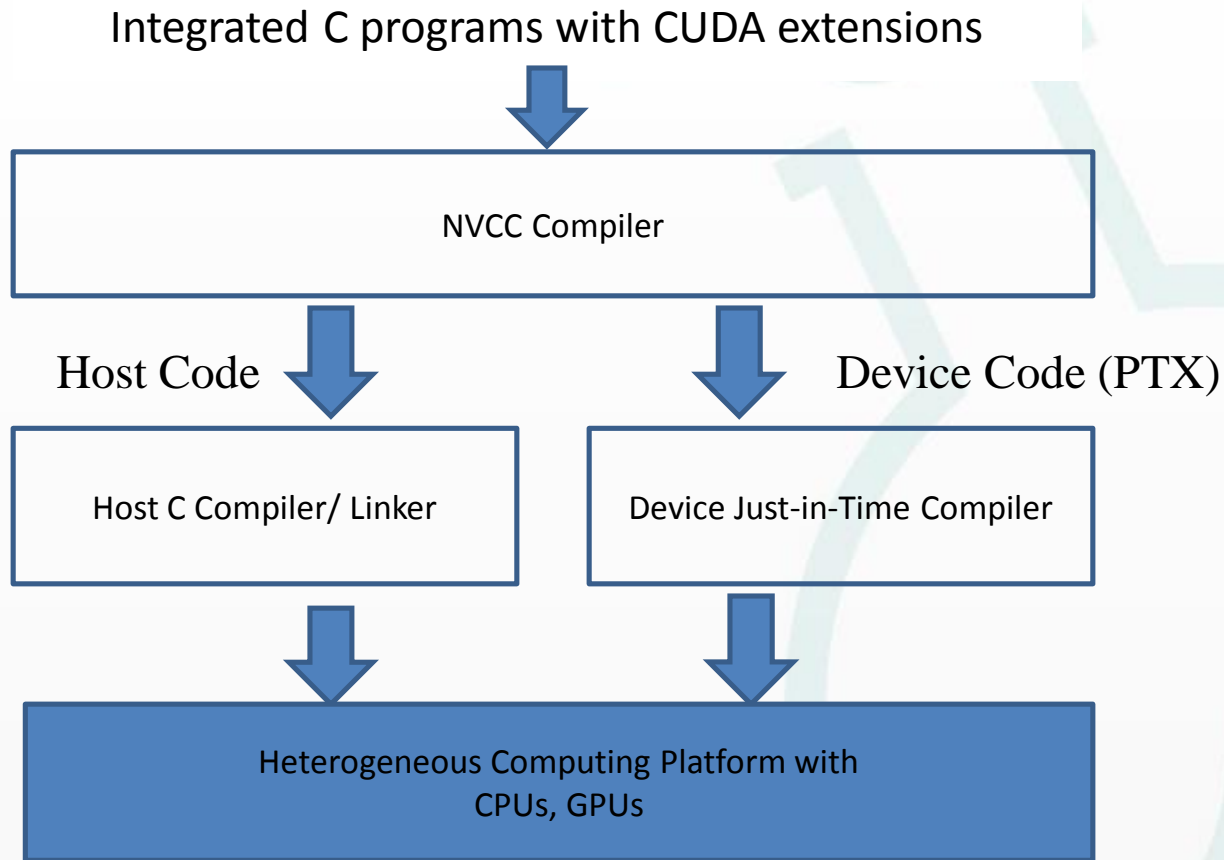 Integrated C programs with CUDA extensions
NVCC Compiler
Host Code
Device Code (PTX)
Host C Compiler/ Linker
Device Just-in-Time Compiler
Heterogeneous Computing Platform with
CPUs, GPUs